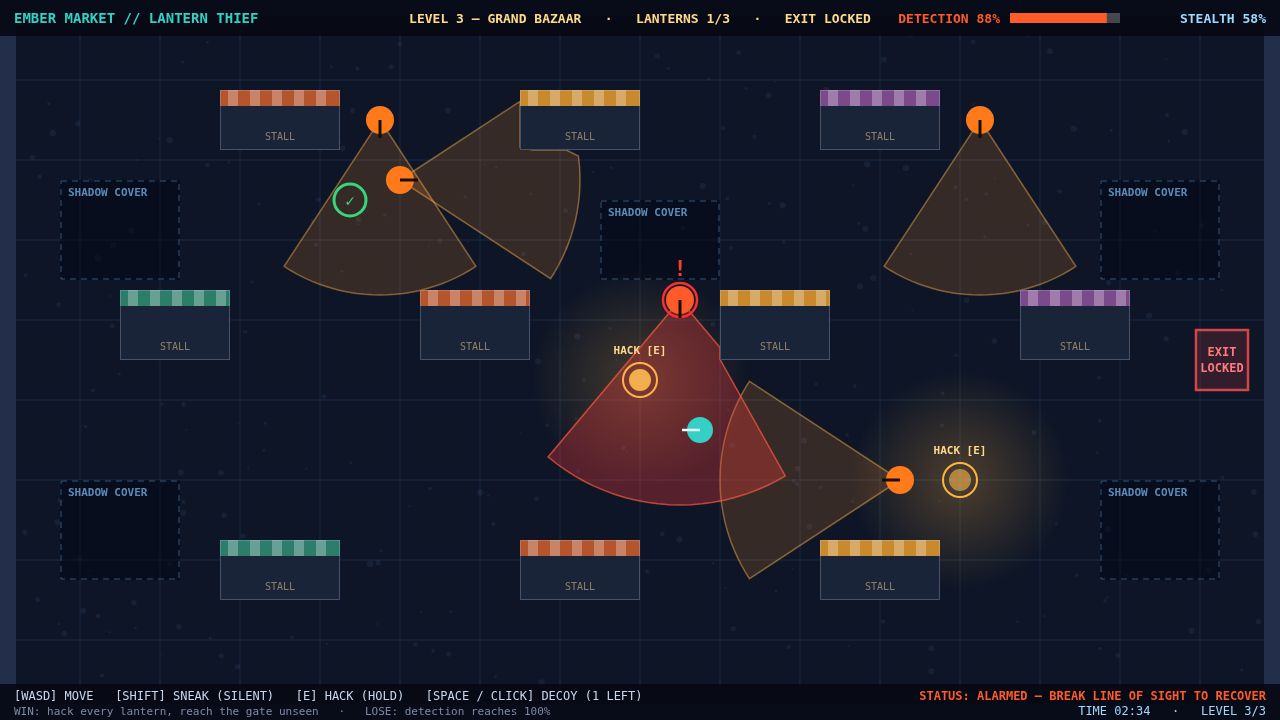 EMBER MARKET // LANTERN THIEF
LEVEL 3 — GRAND BAZAAR · LANTERNS 1/3 · EXIT LOCKED
DETECTION 88%
STEALTH 58%
STALL
STALL
STALL
SHADOW COVER
SHADOW COVER
SHADOW COVER
✓
!
STALL
STALL
STALL
STALL
HACK [E]
EXIT
LOCKED
HACK [E]
SHADOW COVER
SHADOW COVER
STALL
STALL
STALL
[WASD] MOVE [SHIFT] SNEAK (SILENT) [E] HACK (HOLD) [SPACE / CLICK] DECOY (1 LEFT)
STATUS: ALARMED — BREAK LINE OF SIGHT TO RECOVER
WIN: hack every lantern, reach the gate unseen · LOSE: detection reaches 100%
TIME 02:34 · LEVEL 3/3